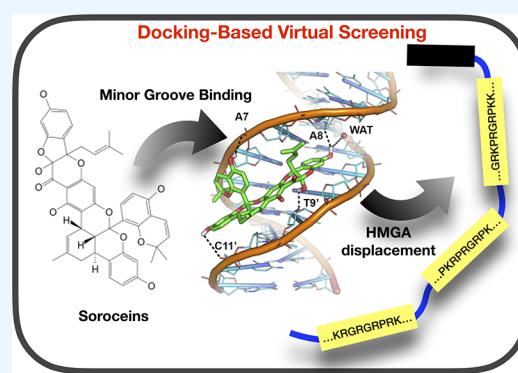 Docking-Based Virtual Screening
Minor Groove Binding
A7
A8'
WAT
T9'
C11'
HMGA
displacement
...GRKPRGRPKK...
...PKRPRGRPK...
...KRGRGRPRK...
O
O
O
O
O
O
O
O
O
O
H
H
H
O
O
Soroceins